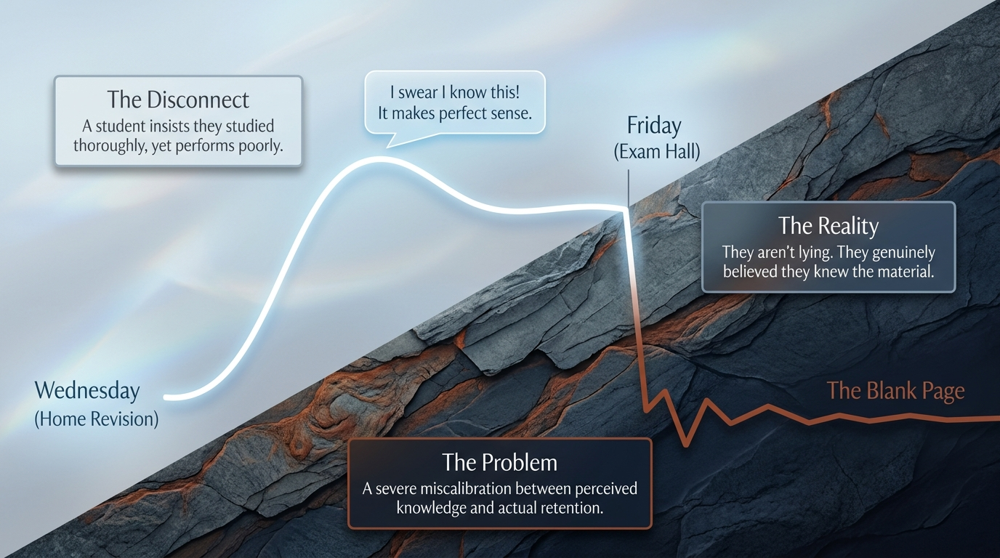 The Disconnect
A student insists they studied
thoroughly, yet performs poorly.
I swear I know this!
It makes perfect sense.
Friday
(Exam Hall)
The Reality
They aren't lying. They genuinely
believed they knew the material.
Wednesday
(Home Revision)
The Blank Page
The Problem
A severe miscalibration between perceived
knowledge and actual retention.